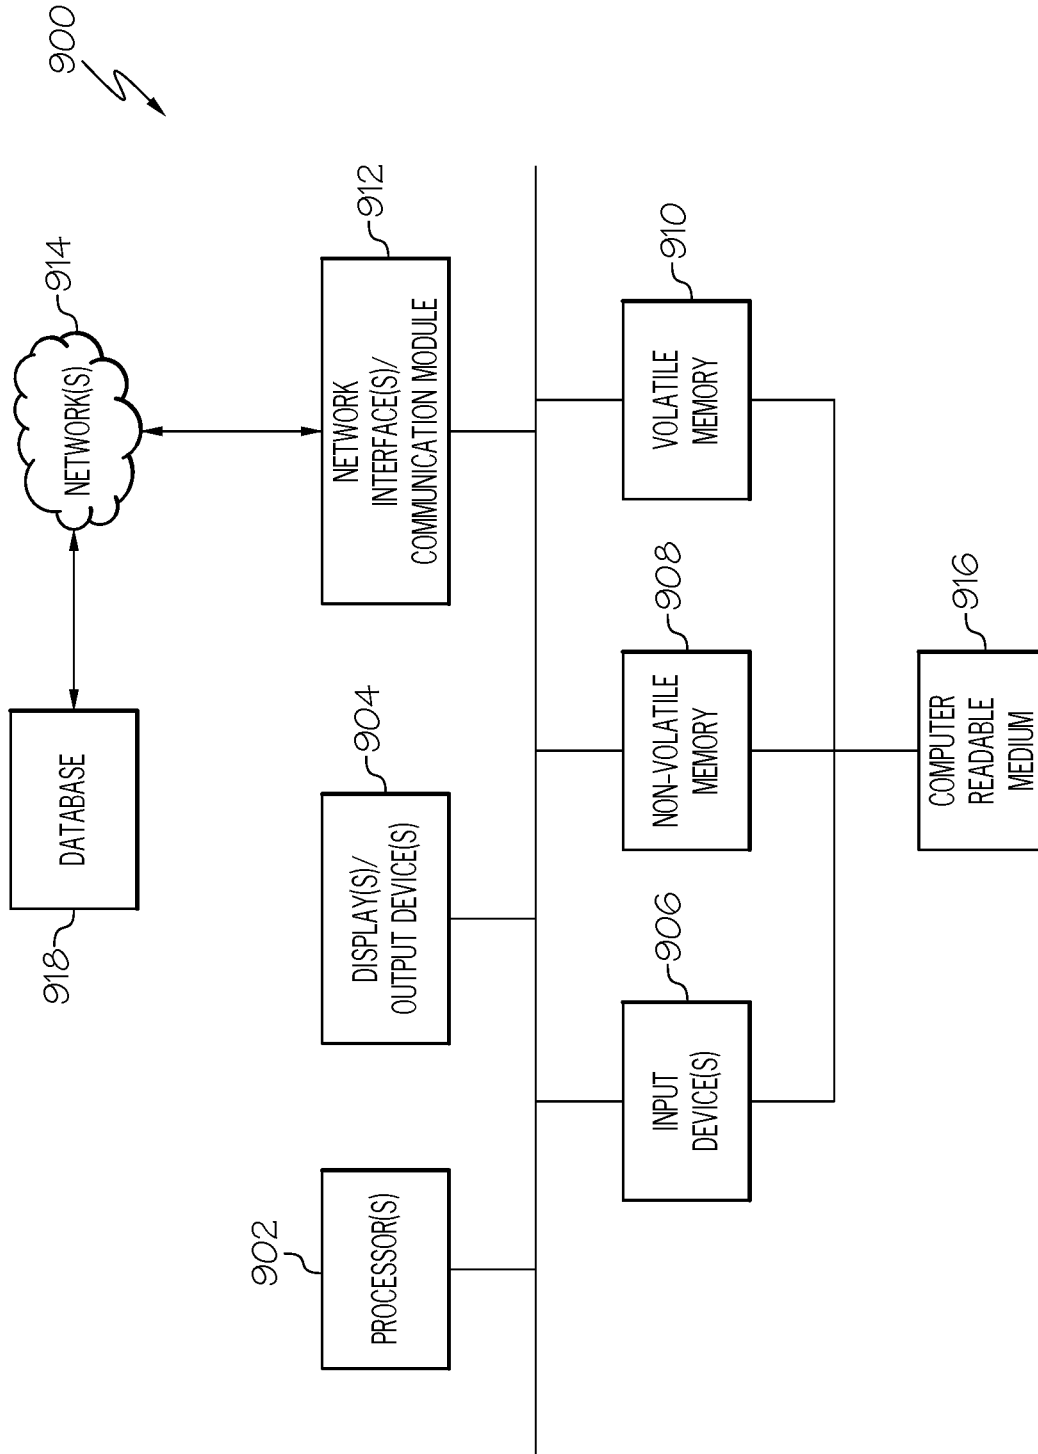 900
914
NETWORK(S)
918
DATABASE
902
PROCESSOR(S)
904
DISPLAY(S)/
OUTPUT DEVICE(S)
912
NETWORK
INTERFACE(S)/
COMMUNICATION MODULE
906
INPUT
DEVICE(S)
908
NON-VOLATILE
MEMORY
910
VOLATILE
MEMORY
916
COMPUTER
READABLE
MEDIUM